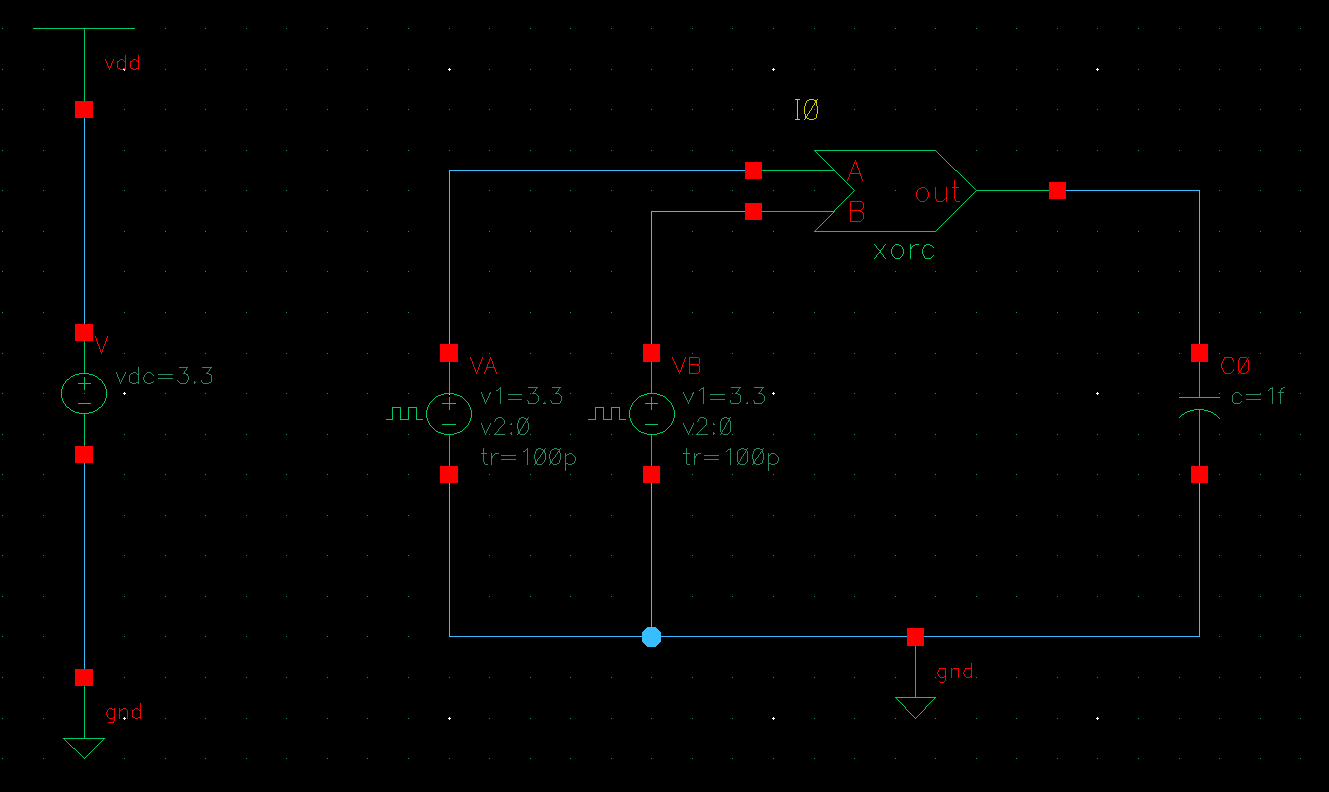 vdd
V
vdc=3.3
gnd
I0
A
B
out
xorc
VA
v1=3.3
v2:0
tr=100p
VB
v1=3.3
v2:0
tr=100p
C0
c=1f
gnd